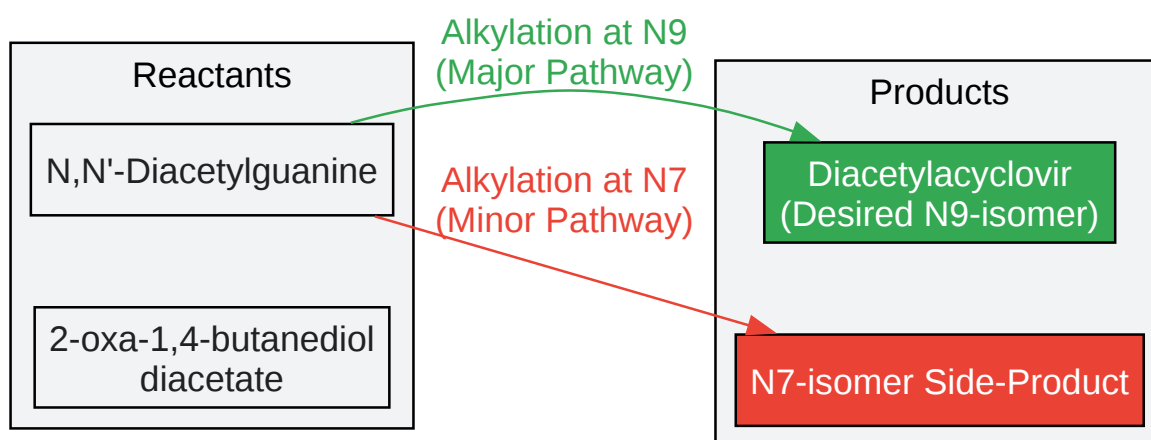 Alkylation at N9
(Major Pathway)
Reactants
Products
N,N'-Diacetylguanine
Alkylation at N7
(Minor Pathway)
Diacetylacyclovir
(Desired N9-isomer)
2-oxa-1,4-butanediol
diacetate
N7-isomer Side-Product